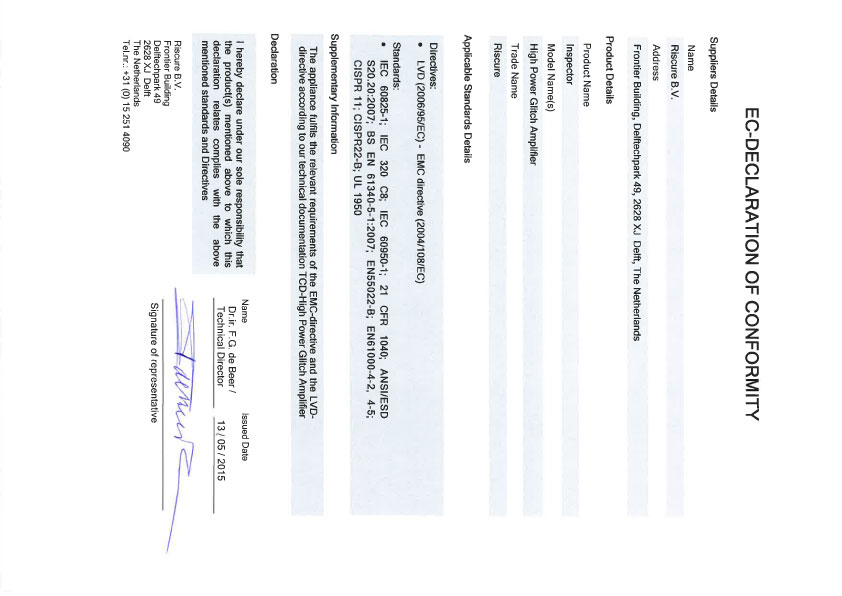 EC-DECLARATION OF CONFORMITY
Suppliers Details
Name
Riscure B.V.
Address
Frontier Building, Delftechpark 49, 2628 XJ Delft, The Netherlands
Product Details
Product Name
Inspector
Model Name(s)
High Power Glitch Amplifier
Trade Name
Riscure
Applicable Standards Details
Directives:
• LVD (2006/95/EC) - EMC directive (2004/108/EC)
Standards:
• IEC 60825-1; IEC 320 C8; IEC 60950-1; 21 CFR 1040; ANSI/ESD
S20.20:2007; BS EN 61340-5-1:2007; EN55022-B; EN61000-4-2, 4-5;
CISPR 11; CISPR22-B; UL 1950
Supplementary Information
The appliance fulfils the relevant requirements of the EMC-directive and the LVD-
directive according to our technical documentation TCD-High Power Glitch Amplifier
Declaration
I hereby declare under our sole responsibility that
the product(s) mentioned above to which this
declaration relates complies with the above
mentioned standards and Directives
Riscure B.V.
Frontier Building
Delftechpark 49
2628 XJ Delft
The Netherlands
Tel.nr.: +31 (0) 15 251 4090
Name
Dr.ir. F.G. de Beer /
Technical Director
Issued Date
13 / 05 / 2015
Signature of representative